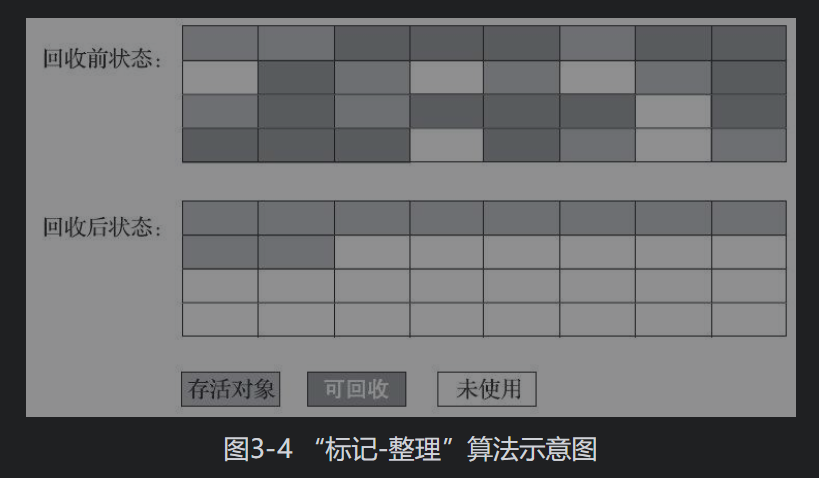 回收前状态：
回收后状态：
存活对象
可回收
未使用
图3-4 “标记-整理”算法示意图